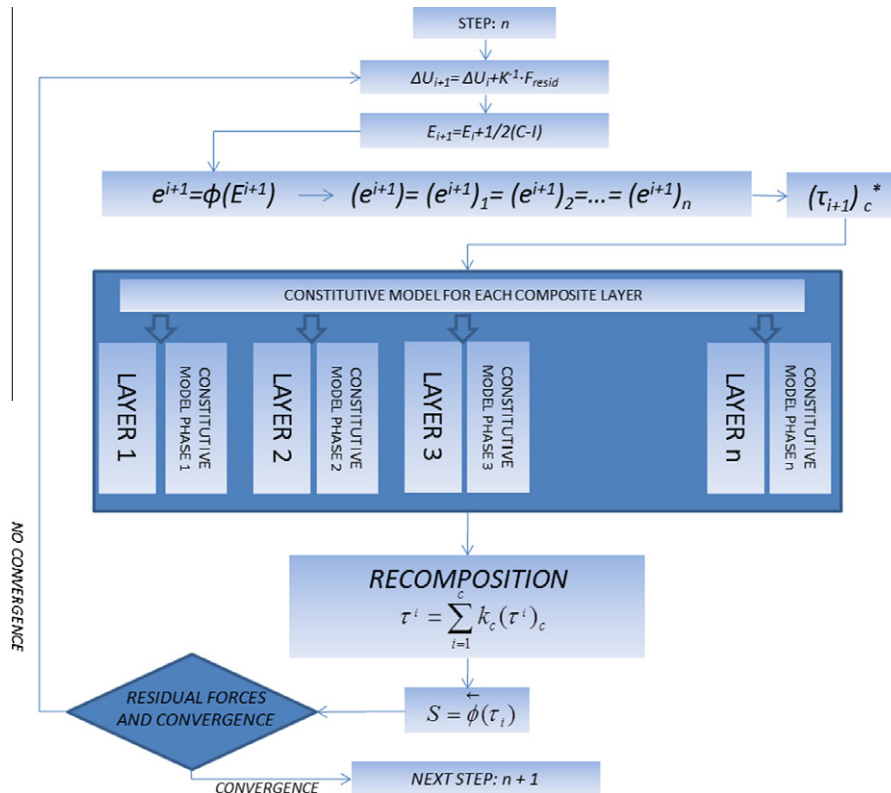 STEP: n
ΔU_{i+1}= ΔU_i+K^{-1}·F_{resid}
E_{i+1}=E_i+1/2(C-I)
e^{i+1}=ϕ(E^{i+1}) → (e^{i+1})= (e^{i+1})_1= (e^{i+1})_2=...= (e^{i+1})_n
(τ_{i+1})_c^*
CONSTITUTIVE MODEL FOR EACH COMPOSITE LAYER
LAYER 1
CONSTITUTIVE
MODEL PHASE 1
LAYER 2
CONSTITUTIVE
MODEL PHASE 2
LAYER 3
CONSTITUTIVE
MODEL PHASE 3
LAYER n
CONSTITUTIVE
MODEL PHASE n
NO CONVERGENCE
RECOMPOSITION
τ^i = \sum_{i=1}^{c} k_c(τ^i)_c
S = \overleftarrow{ϕ}(τ_i)
RESIDUAL FORCES
AND CONVERGENCE
CONVERGENCE
NEXT STEP: n + 1